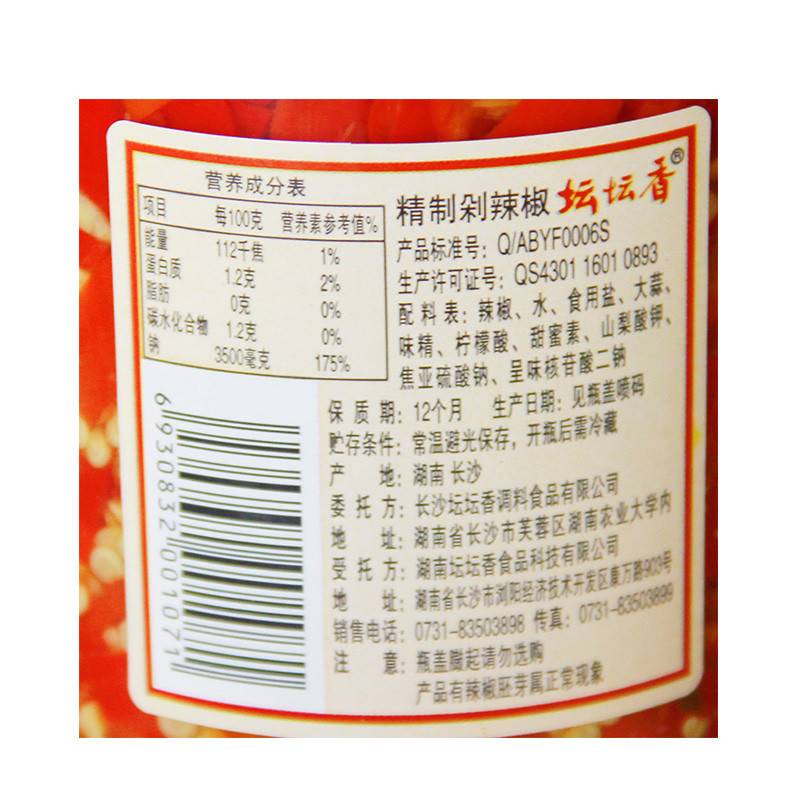 营养成分表
项目 每100克 营养素参考值%
能量 112千焦 1%
蛋白质 1.2克 2%
脂肪 0克 0%
碳水化合物 1.2克 0%
钠 3500毫克 175%
精制剁辣椒 坛坛香®
产品标准号：Q/ABYF0006S
生产许可证号：QS4301 1601 0893
配料表：辣椒、水、食用盐、大蒜、
味精、柠檬酸、甜蜜素、山梨酸钾、
焦亚硫酸钠、呈味核苷酸二钠
保质期：12个月 生产日期：见瓶盖喷码
贮存条件：常温避光保存，开瓶后需冷藏
产地：湖南 长沙
委托方：长沙坛坛香调料食品有限公司
地址：湖南省长沙市芙蓉区湖南农业大学内
受托方：湖南坛坛香食品科技有限公司
地址：湖南省长沙市浏阳经济技术开发区康万路903号
销售电话：0731-83503898 传真：0731-83503899
注意：瓶盖膨起请勿选购
产品有辣椒胚芽属正常现象
6930832001071